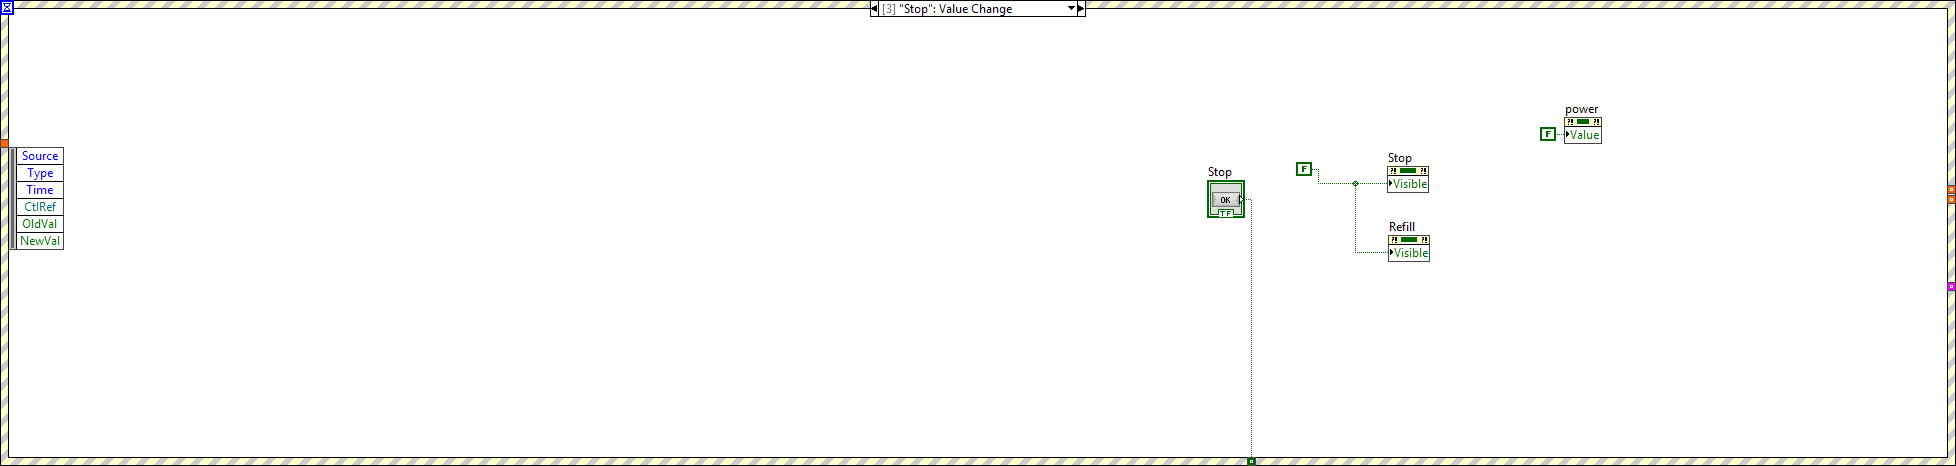 [3] "Stop": Value Change
Source
Type
Time
CtlRef
OldVal
NewVal
Stop
OK
TF
F
Stop
?! ?!
Visible
Refill
?! ?!
Visible
power
F
?! ?!
Value